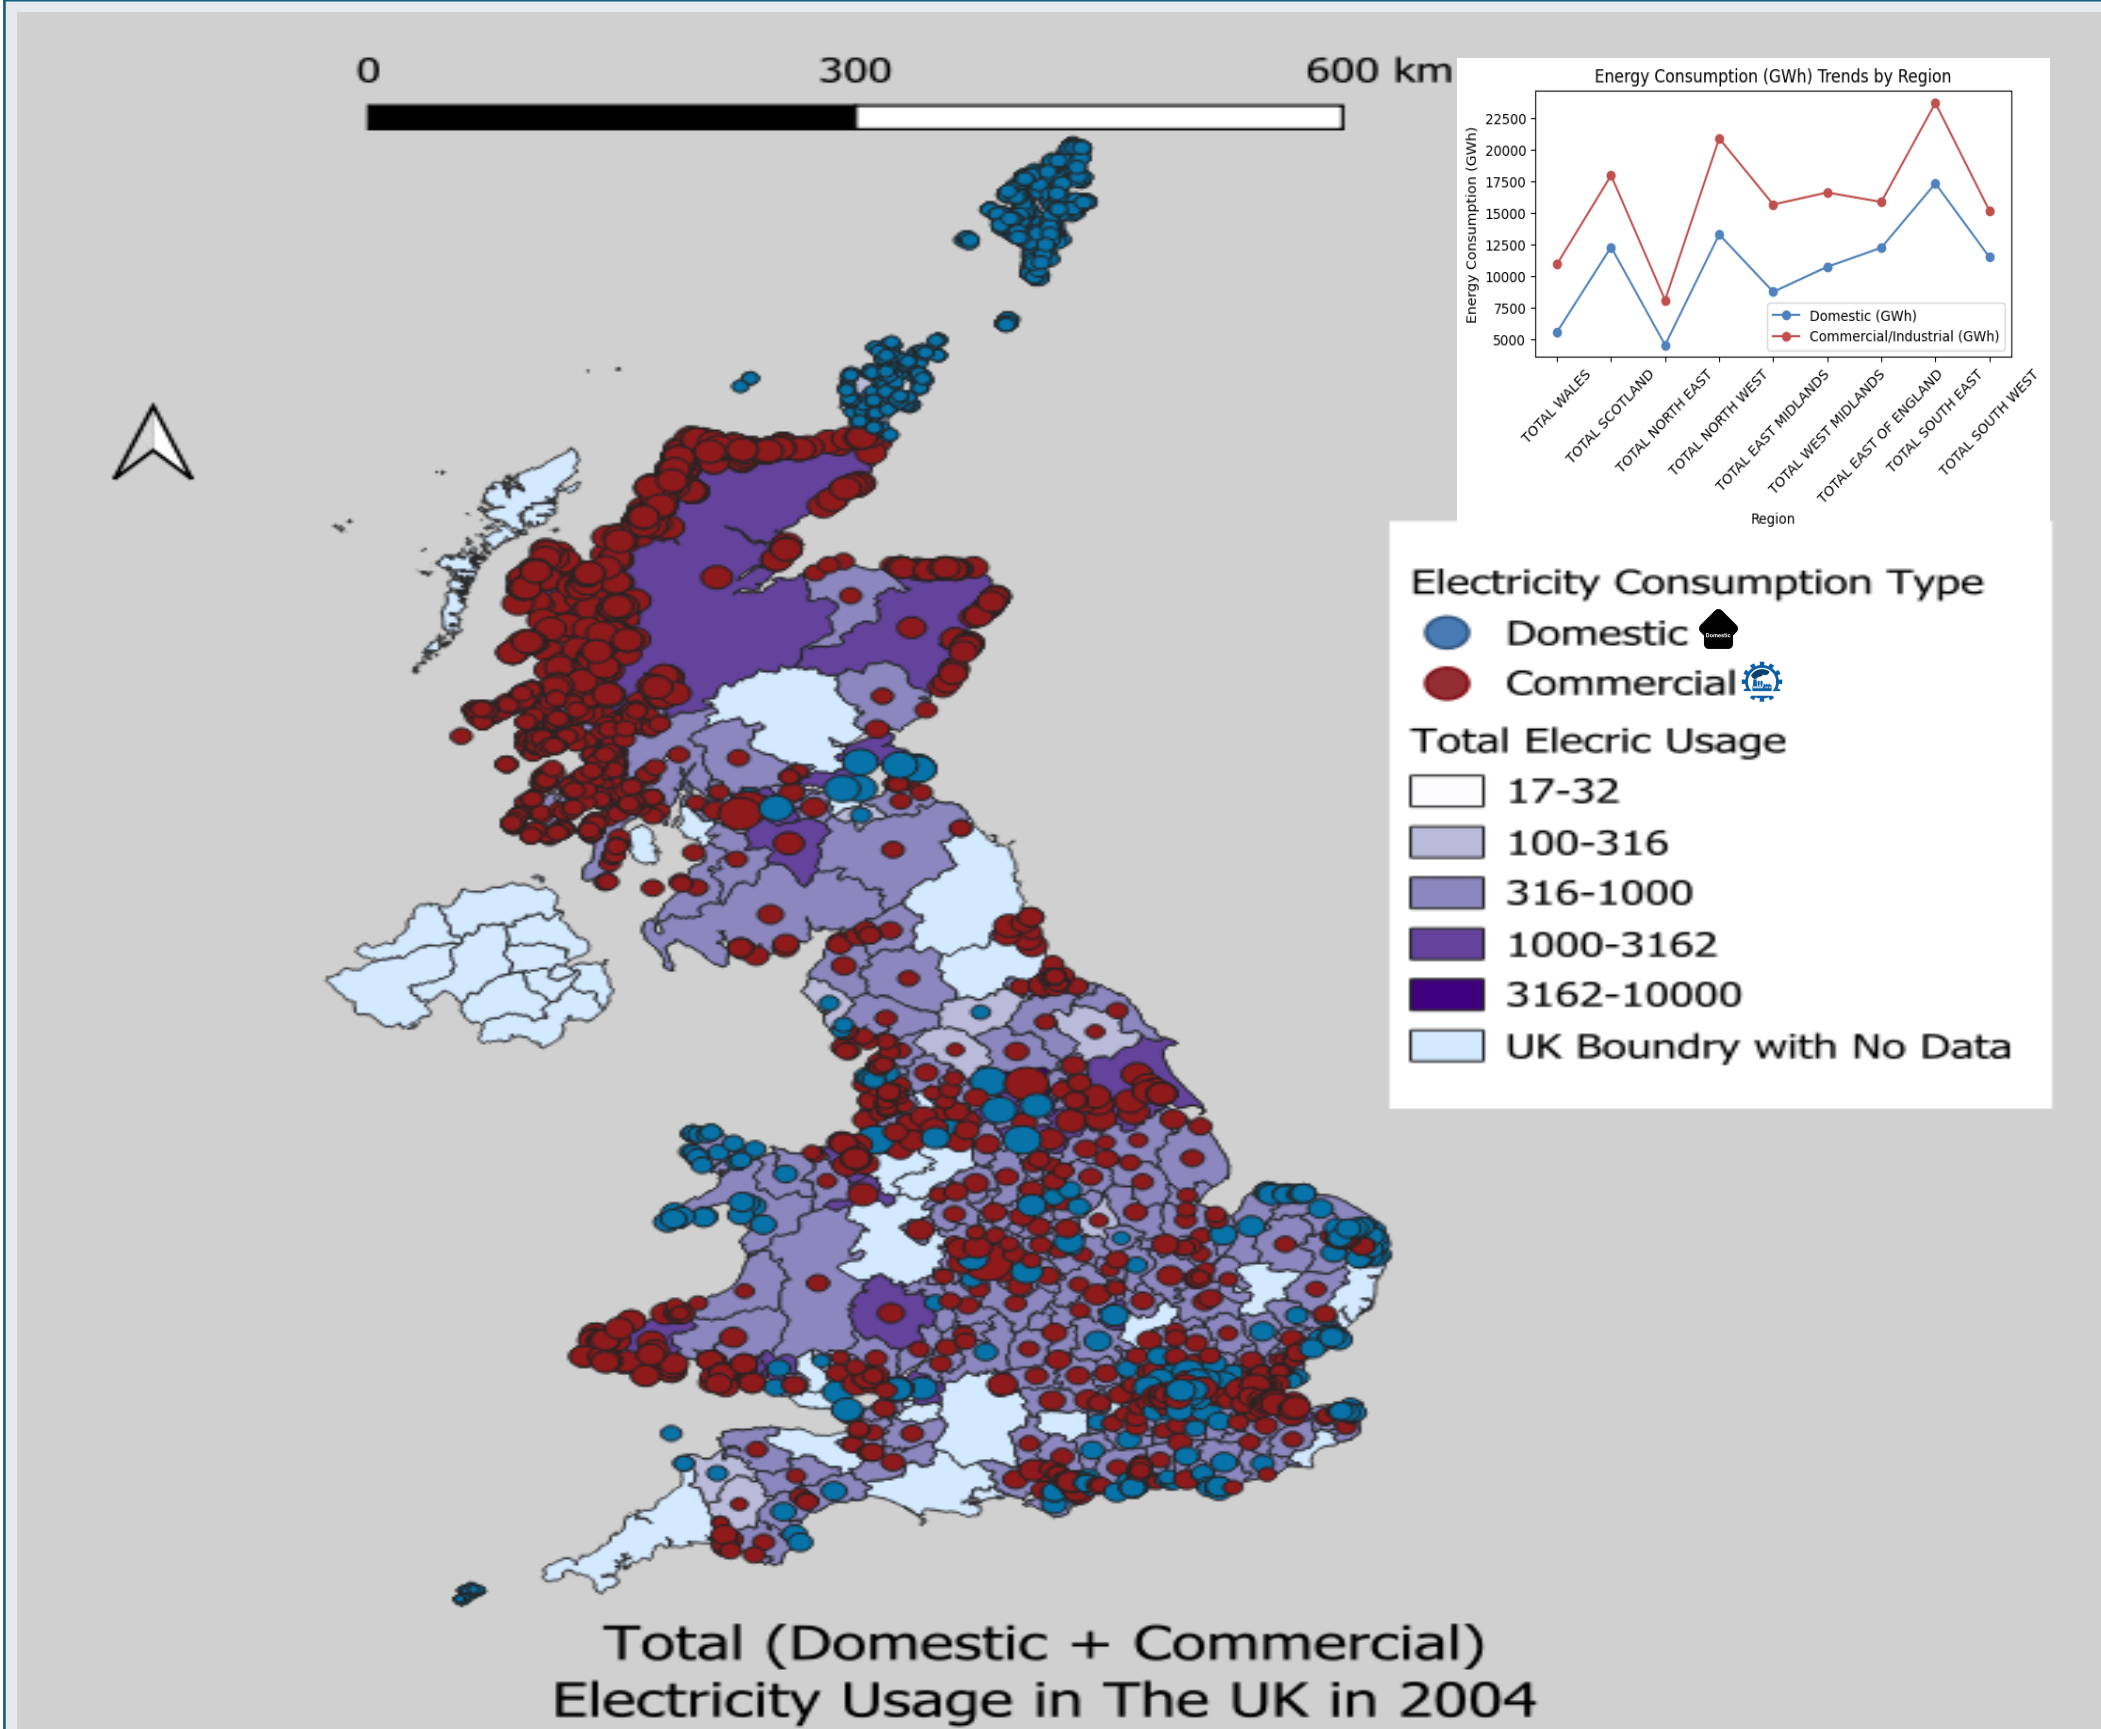 0 300 600 km
Energy Consumption (GWh) Trends by Region
Energy Consumption (GWh)
22500
20000
17500
15000
12500
10000
7500
5000
Domestic (GWh)
Commercial/Industrial (GWh)
TOTAL WALES
TOTAL SCOTLAND
TOTAL NORTH EAST
TOTAL NORTH WEST
TOTAL EAST MIDLANDS
TOTAL WEST MIDLANDS
TOTAL EAST OF ENGLAND
TOTAL SOUTH EAST
TOTAL SOUTH WEST
Region
Electricity Consumption Type
Domestic Domestic
Commercial
Total Elecric Usage
17-32
100-316
316-1000
1000-3162
3162-10000
UK Boundry with No Data
Total (Domestic + Commercial)
Electricity Usage in The UK in 2004